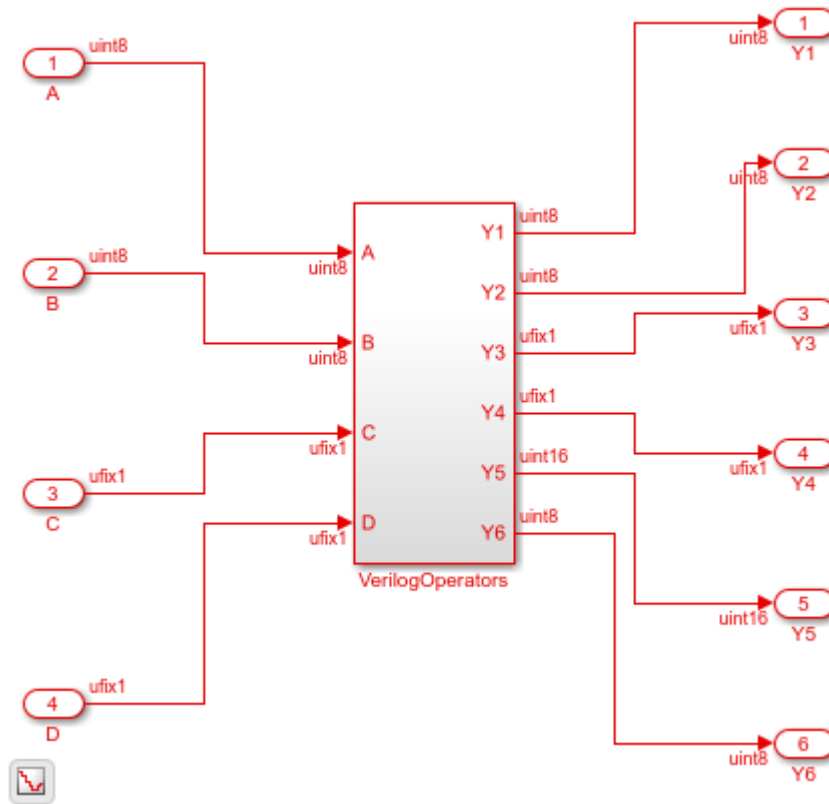 uint8
1
A
uint8
2
B
ufix1
3
C
ufix1
4
D
A
uint8
B
uint8
C
ufix1
D
ufix1
Y1
uint8
Y2
uint8
Y3
ufix1
Y4
ufix1
Y5
uint16
Y6
uint8
VerilogOperators
1
uint8
Y1
2
uint8
Y2
3
ufix1
Y3
4
ufix1
Y4
5
uint16
Y5
6
uint8
Y6